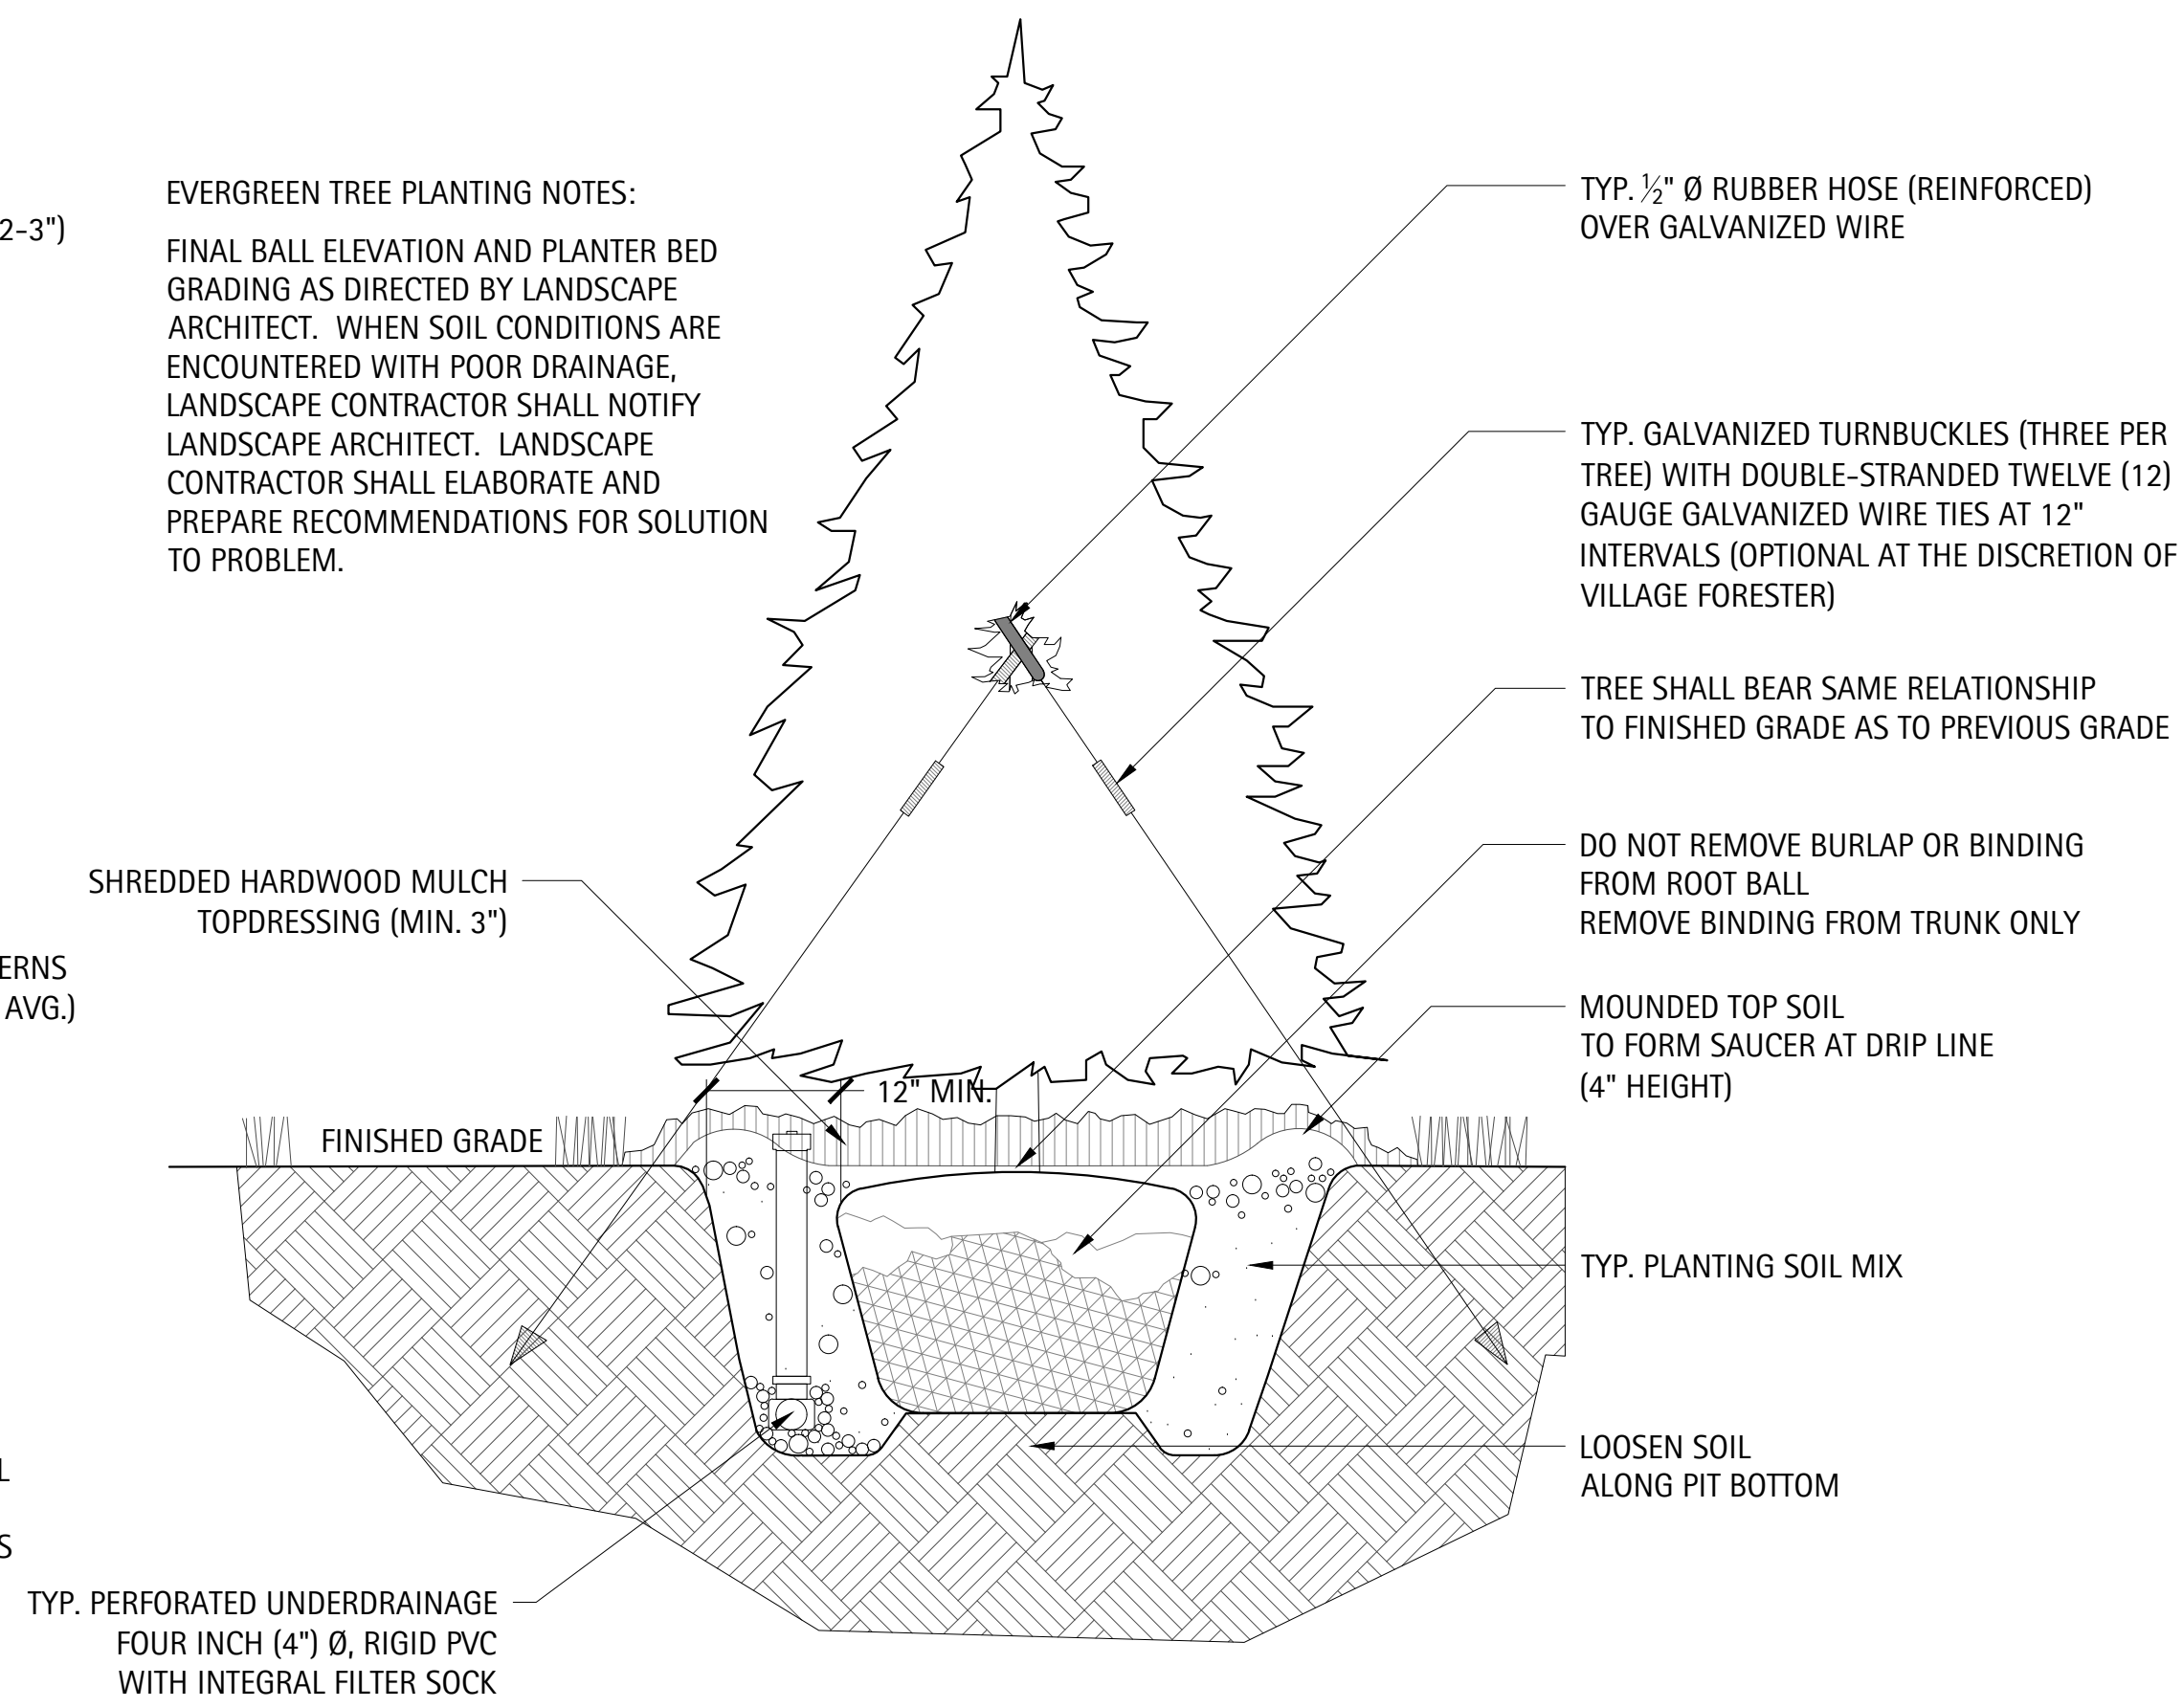 EVERGREEN TREE PLANTING NOTES:
FINAL BALL ELEVATION AND PLANTER BED
GRADING AS DIRECTED BY LANDSCAPE
ARCHITECT.  WHEN SOIL CONDITIONS ARE
ENCOUNTERED WITH POOR DRAINAGE,
LANDSCAPE CONTRACTOR SHALL NOTIFY
LANDSCAPE ARCHITECT.  LANDSCAPE
CONTRACTOR SHALL ELABORATE AND
PREPARE RECOMMENDATIONS FOR SOLUTION
TO PROBLEM.
2-3")
SHREDDED HARDWOOD MULCH
TOPDRESSING (MIN. 3")
ERNS
AVG.)
12" MIN.
FINISHED GRADE
L
S
TYP. PERFORATED UNDERDRAINAGE
FOUR INCH (4") Ø, RIGID PVC
WITH INTEGRAL FILTER SOCK
TYP. ½" Ø RUBBER HOSE (REINFORCED)
OVER GALVANIZED WIRE
TYP. GALVANIZED TURNBUCKLES (THREE PER
TREE) WITH DOUBLE-STRANDED TWELVE (12)
GAUGE GALVANIZED WIRE TIES AT 12"
INTERVALS (OPTIONAL AT THE DISCRETION OF
VILLAGE FORESTER)
TREE SHALL BEAR SAME RELATIONSHIP
TO FINISHED GRADE AS TO PREVIOUS GRADE
DO NOT REMOVE BURLAP OR BINDING
FROM ROOT BALL
REMOVE BINDING FROM TRUNK ONLY
MOUNDED TOP SOIL
TO FORM SAUCER AT DRIP LINE
(4" HEIGHT)
TYP. PLANTING SOIL MIX
LOOSEN SOIL
ALONG PIT BOTTOM